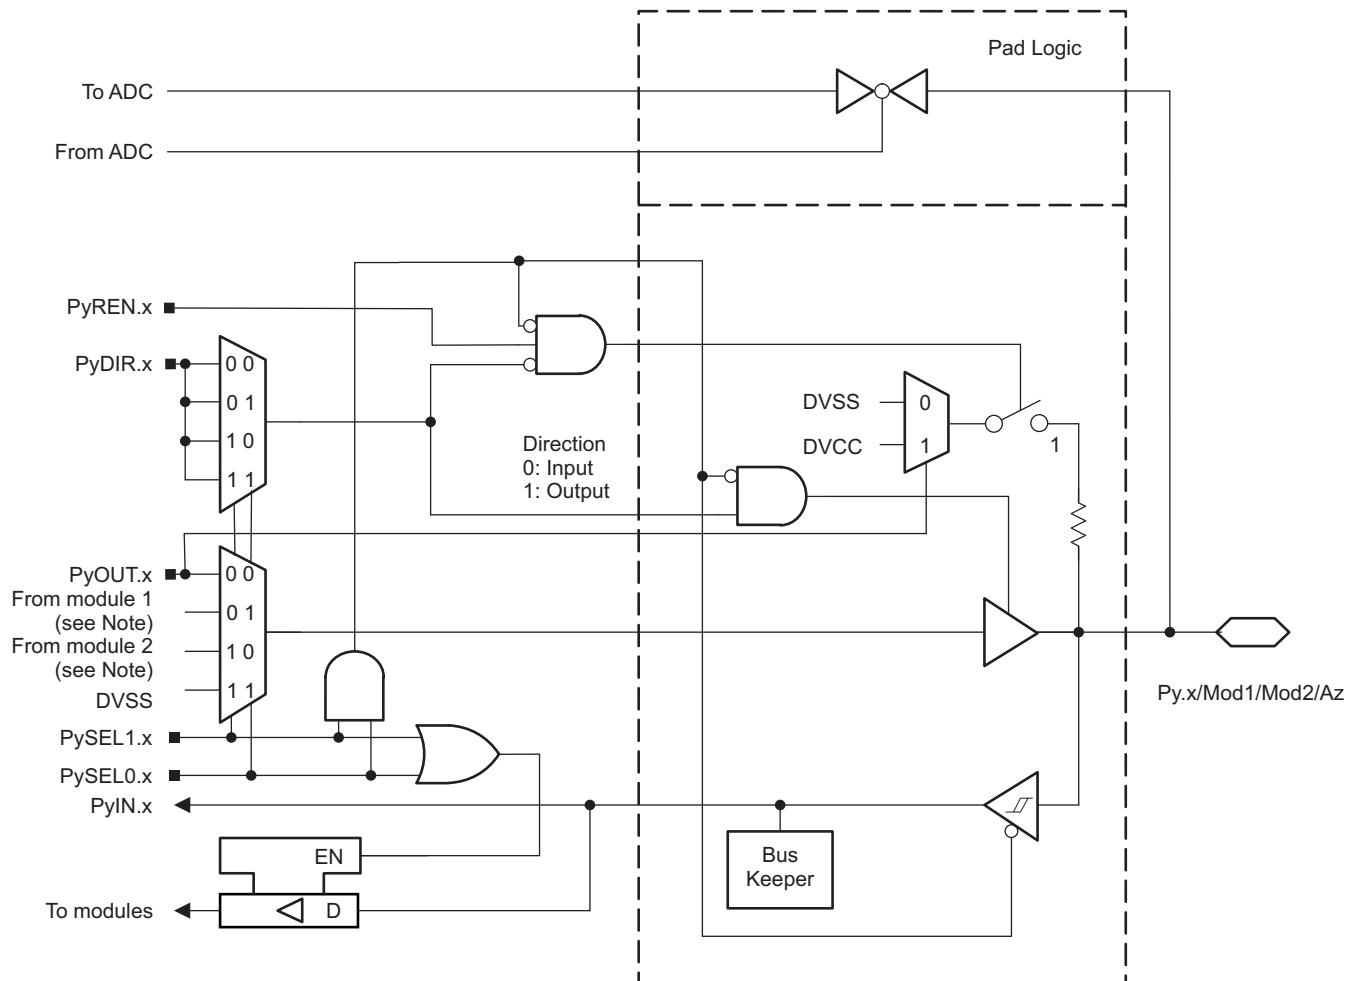 Pad Logic
To ADC
From ADC
PyREN.x
PyDIR.x
0 0
0 1
1 0
1 1
Direction
0: Input
1: Output
DVSS
0
DVCC
1
1
PyOUT.x
0 0
From module 1
(see Note)
0 1
From module 2
(see Note)
1 0
DVSS
1 1
Py.x/Mod1/Mod2/Az
PySEL1.x
PySEL0.x
PyIN.x
Bus
Keeper
EN
To modules
D